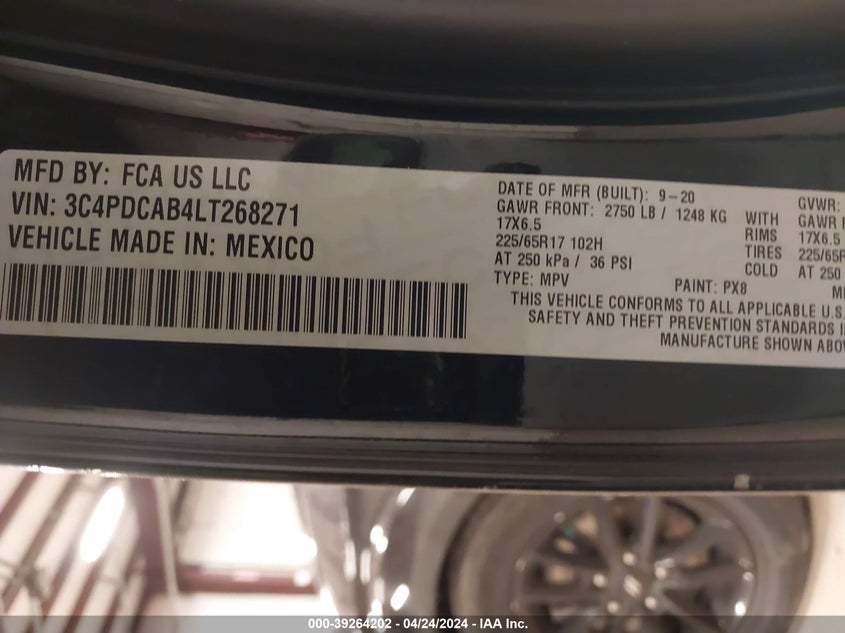 MFD BY: FCA US LLC
VIN: 3C4PDCAB4LT268271
VEHICLE MADE IN: MEXICO
DATE OF MFR (BUILT): 9-20
GVWR:
GAWR FRONT: 2750 LB / 1248 KG WITH GAWR
17X6.5 RIMS 17X6.5
225/65R17 102H TIRES 225/65R
AT 250 kPa / 36 PSI COLD AT 250
TYPE: MPV PAINT: PX8
THIS VEHICLE CONFORMS TO ALL APPLICABLE U.S.
SAFETY AND THEFT PREVENTION STANDARDS
MANUFACTURE SHOWN
000-39264202 - 04/24/2024 - IAA Inc.